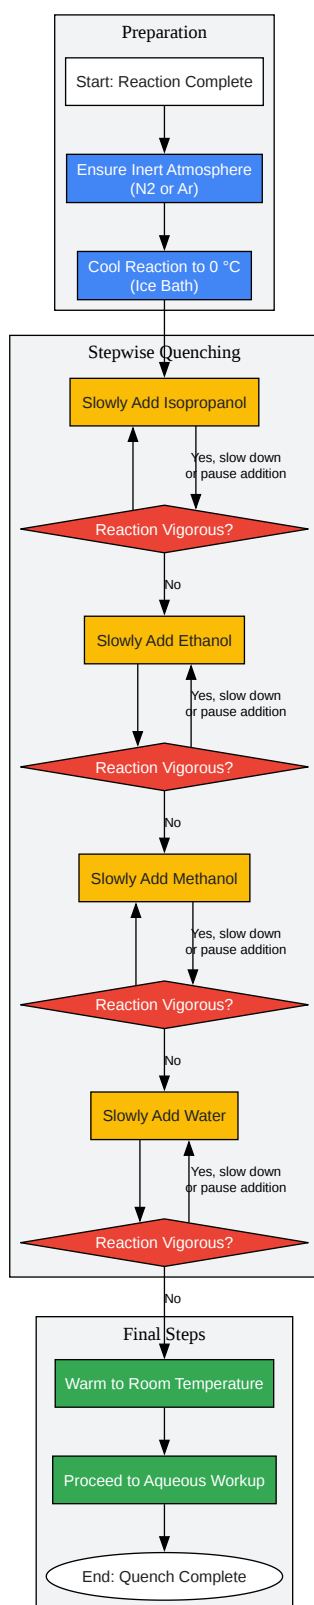 Preparation
Start: Reaction Complete
Ensure Inert Atmosphere
(N2 or Ar)
Cool Reaction to 0 °C
(Ice Bath)
Stepwise Quenching
Slowly Add Isopropanol
Yes, slow down
or pause addition
Reaction Vigorous?
No
Slowly Add Ethanol
Yes, slow down
or pause addition
Reaction Vigorous?
No
Slowly Add Methanol
Yes, slow down
or pause addition
Reaction Vigorous?
No
Slowly Add Water
Yes, slow down
or pause addition
Reaction Vigorous?
No
Final Steps
Warm to Room Temperature
Proceed to Aqueous Workup
End: Quench Complete